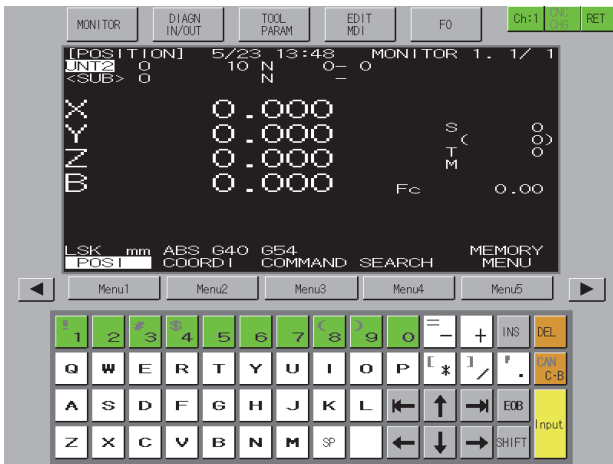 MONITOR DIAGN IN/OUT TOOL PARAM EDIT MDI F0 Ch:1 CNC CHG RET
[POSITION] 5/23 13:48 MONITOR 1. 1/ 1
UNT2 O 10 N 0- 0
<SUB> O N -
X 0.000
Y 0.000 S 0
( 0)
Z 0.000 T 0
M
B 0.000 Fc 0.00
LSK mm ABS G40 G54 MEMORY
POSI COORDI COMMAND SEARCH MENU
◀ Menu1 Menu2 Menu3 Menu4 Menu5 ▶
! 1 2 # 3 $ 4 5 6 7 ( 8 ) 9 0 = - + INS DEL
Q W E R T Y U I O P [ * ] / ' . CAN C·B
A S D F G H J K L ⇤ ↑ ⇥ EOB Input
Z X C V B N M SP ← ↓ → SHIFT